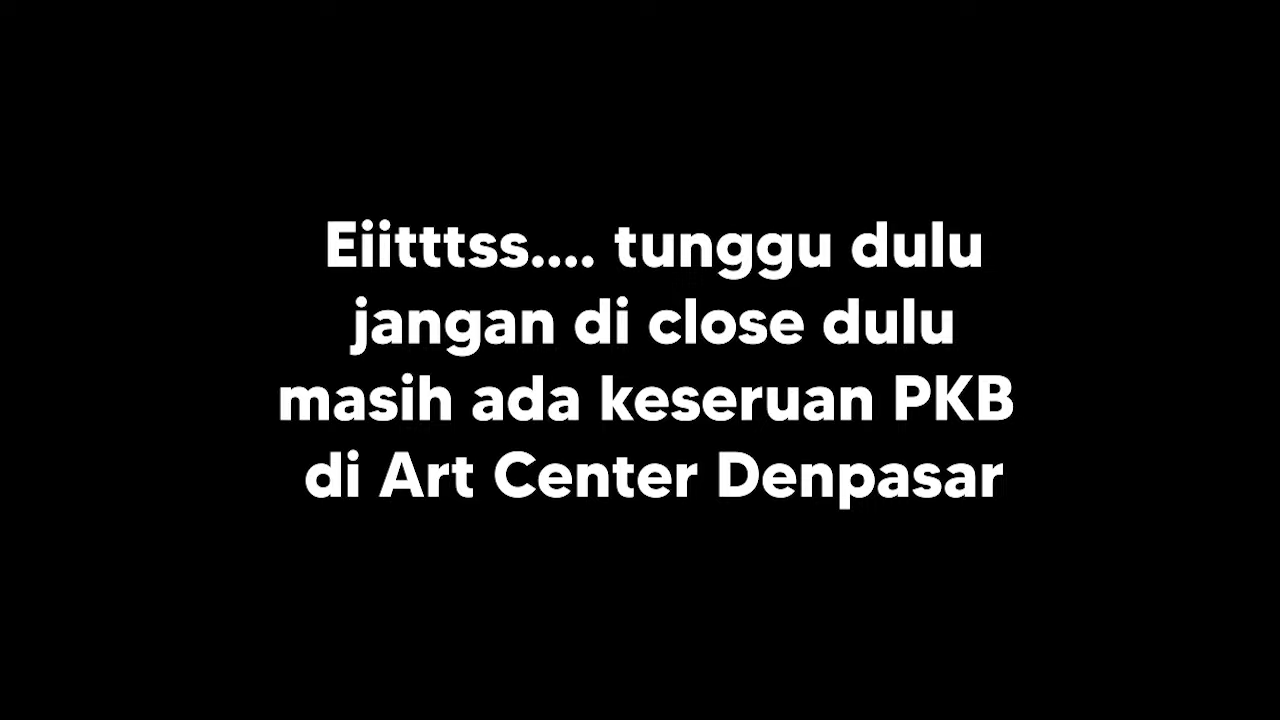 Eiitttss.... tunggu dulu
jangan di close dulu
masih ada keseruan PKB
di Art Center Denpasar